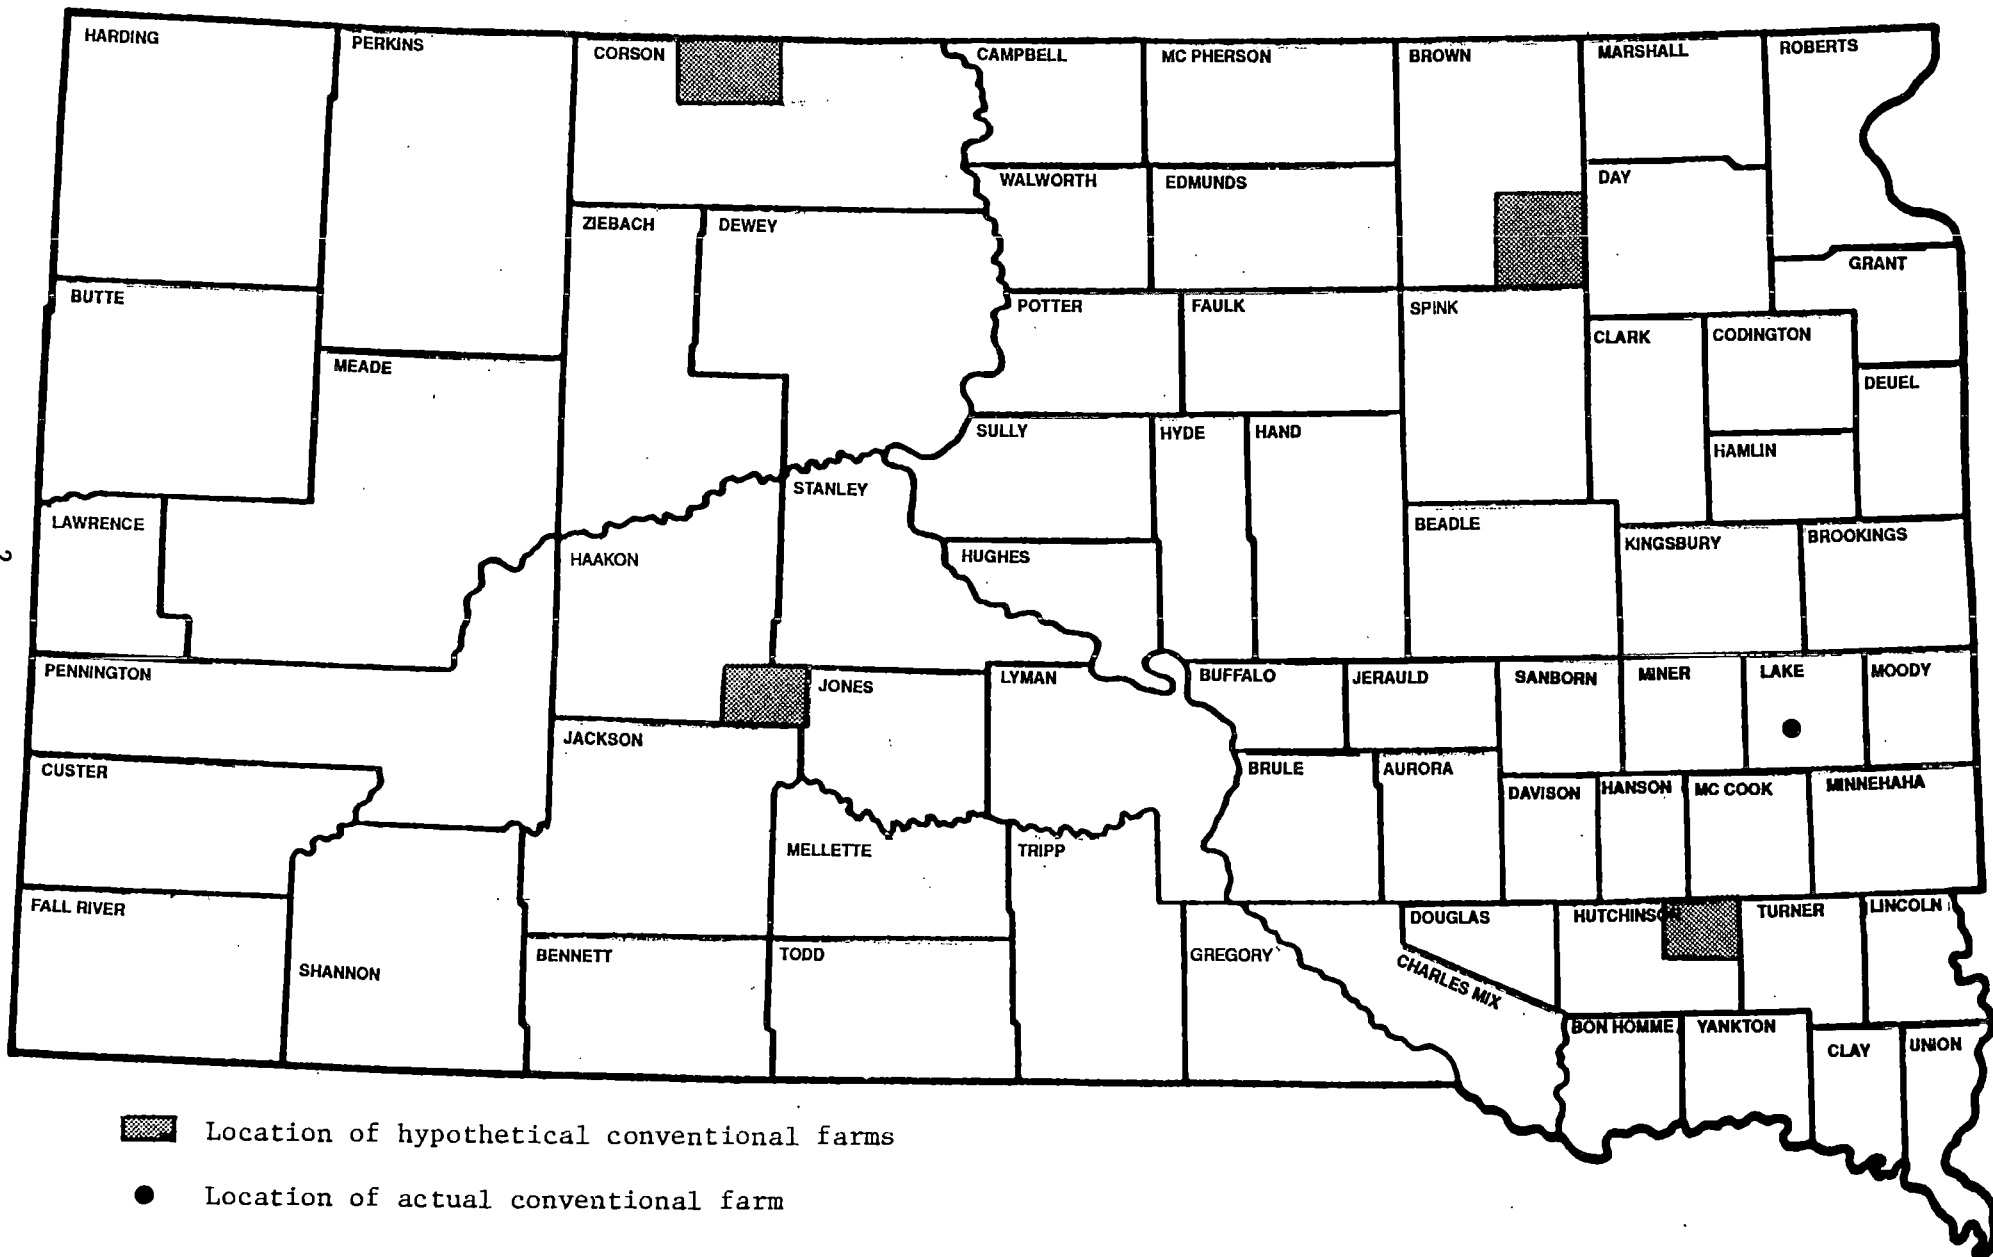 HARDING
PERKINS
CORSON
CAMPBELL
MC PHERSON
BROWN
MARSHALL
ROBERTS
WALWORTH
EDMUNDS
DAY
ZIEBACH
DEWEY
GRANT
BUTTE
POTTER
FAULK
SPINK
CLARK
CODINGTON
MEADE
DEUEL
SULLY
HYDE
HAND
HAMLIN
STANLEY
LAWRENCE
BEADLE
KINGSBURY
BROOKINGS
2
HAAKON
HUGHES
PENNINGTON
JONES
LYMAN
BUFFALO
JERAULD
SANBORN
MINER
LAKE
MOODY
JACKSON
CUSTER
BRULE
AURORA
DAVISON
HANSON
MC COOK
MINNEHAHA
MELLETTE
TRIPP
FALL RIVER
DOUGLAS
HUTCHINSON
TURNER
LINCOLN
SHANNON
BENNETT
TODD
GREGORY
CHARLES MIX
BON HOMME
YANKTON
CLAY
UNION
Location of hypothetical conventional farms
Location of actual conventional farm